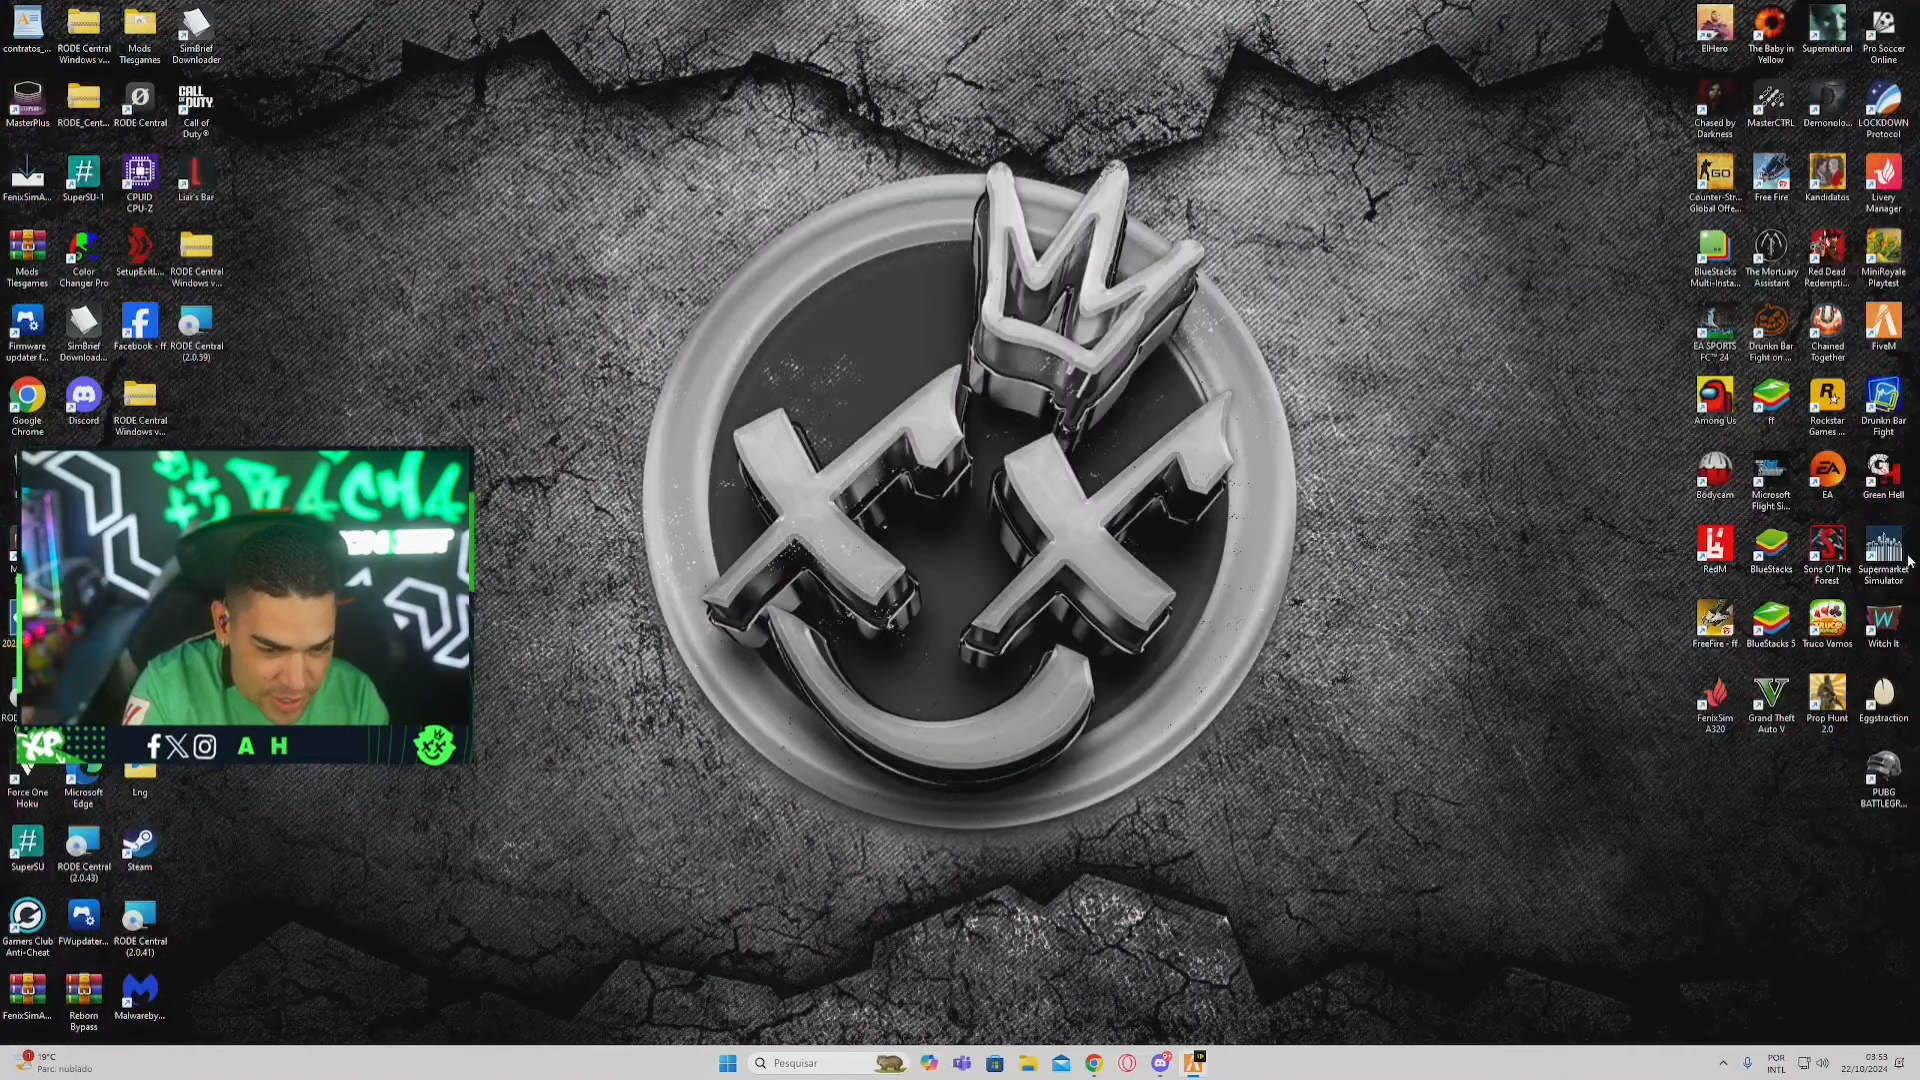 contratos_...
RODE Central
Windows v...
Mods
Tlesgames
SimBrief
Downloader
MasterPlus
RODE_Cent...
RODE Central
CALL OF DUTY
Call of
Duty®
FenixSimA...
SuperSU-1
CPUID
CPU-Z
Liar's Bar
Mods
Tlesgames
Color
Changer Pro
SetupExitL...
RODE Central
Windows v...
Firmware
updater f...
SimBrief
Download...
Facebook - ff
RODE Central
(2.0.59)
Google
Chrome
Discord
RODE Central
Windows v...
XP
A H
Force One
Hoku
Microsoft
Edge
Lng
SuperSU
RODE Central
(2.0.43)
Steam
Gamers Club
Anti-Cheat
FWupdater...
RODE Central
(2.0.41)
FenixSimA...
Reborn
Bypass
Malwareby...
ElHero
The Baby in
Yellow
Supernatural
Pro Soccer
Online
Chased by
Darkness
MasterCTRL
Demonolo...
LOCKDOWN
Protocol
Counter-Str...
Global Offe...
Free Fire
Kandidatos
Livery
Manager
BlueStacks
Multi-Insta...
The Mortuary
Assistant
Red Dead
Redempti...
MiniRoyale
Playtest
EA SPORTS
FC™ 24
Drunkn Bar
Fight on ...
Chained
Together
FiveM
Among Us
ff
Rockstar
Games ...
Drunkn Bar
Fight
Bodycam
Microsoft
Flight Si...
EA
Green Hell
RedM
BlueStacks
Sons Of The
Forest
Supermarket
Simulator
FreeFire - ff
BlueStacks 5
Truco Vamos
Witch It
FenixSim
A320
Grand Theft
Auto V
Prop Hunt
2.0
Eggstraction
PUBG
BATTLEGR...
19°C
Parc. nublado
Pesquisar
POR
INTL
03:53
22/10/2024